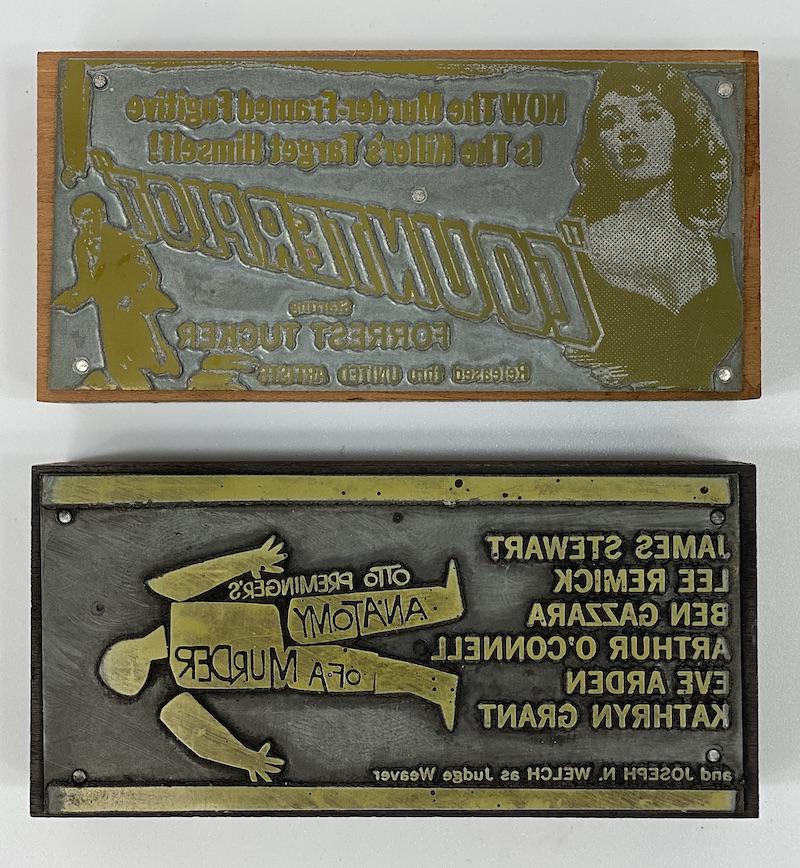 NOW The Murder-Framed Fugitive
Is The Killer's Target Himself!
"COUNTERPLOT"
Starring
FORREST TUCKER
Released thru UNITED ARTISTS
JAMES STEWART
LEE REMICK
BEN GAZZARA
ARTHUR O'CONNELL
EVE ARDEN
KATHRYN GRANT
and JOSEPH N. WELCH as Judge Weaver
OTTO PREMINGER'S
ANATOMY
OF A MURDER